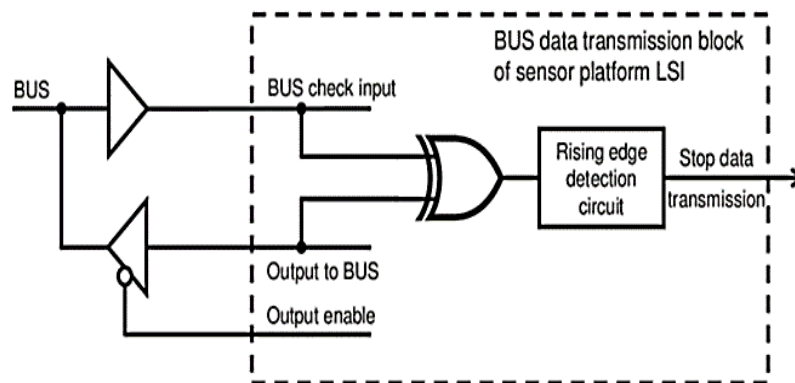 BUS data transmission block
of sensor platform LSI
BUS
BUS check input
Rising edge
detection
circuit
Stop data
transmission
Output to BUS
Output enable